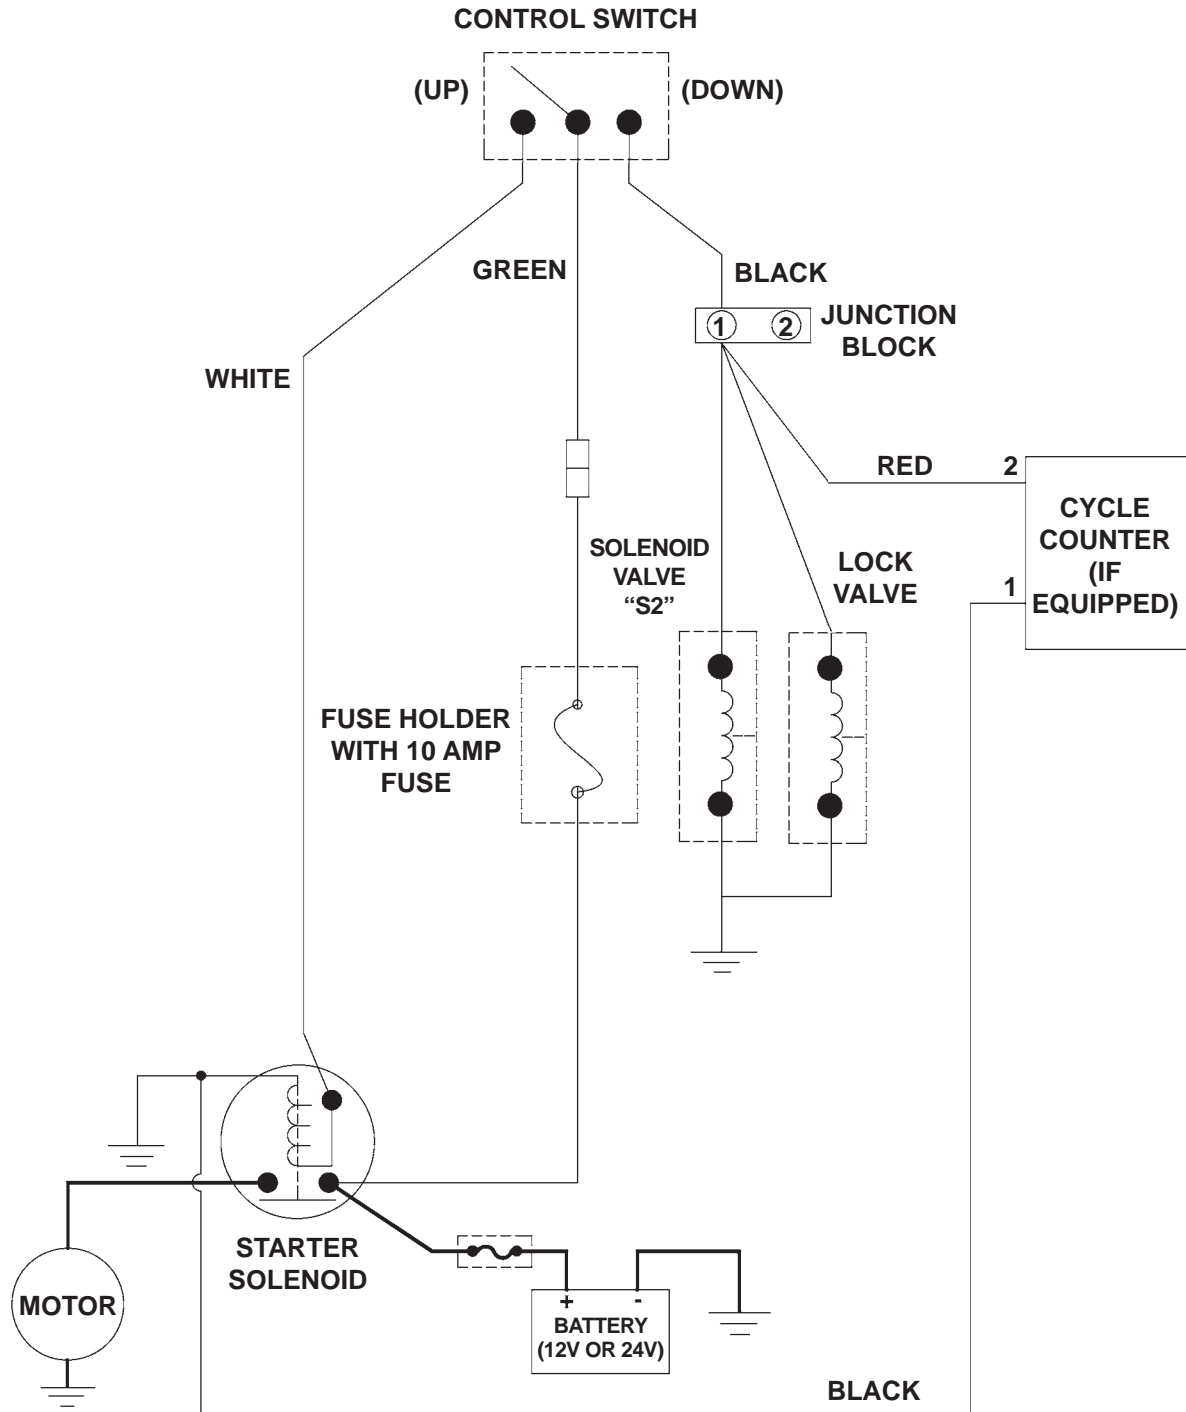 CONTROL SWITCH
(UP)
(DOWN)
GREEN
BLACK
1
2
JUNCTION
BLOCK
WHITE
RED
2
CYCLE
COUNTER
(IF
EQUIPPED)
1
SOLENOID
VALVE
“S2”
LOCK
VALVE
FUSE HOLDER
WITH 10 AMP
FUSE
STARTER
SOLENOID
MOTOR
+
-
BATTERY
(12V OR 24V)
BLACK